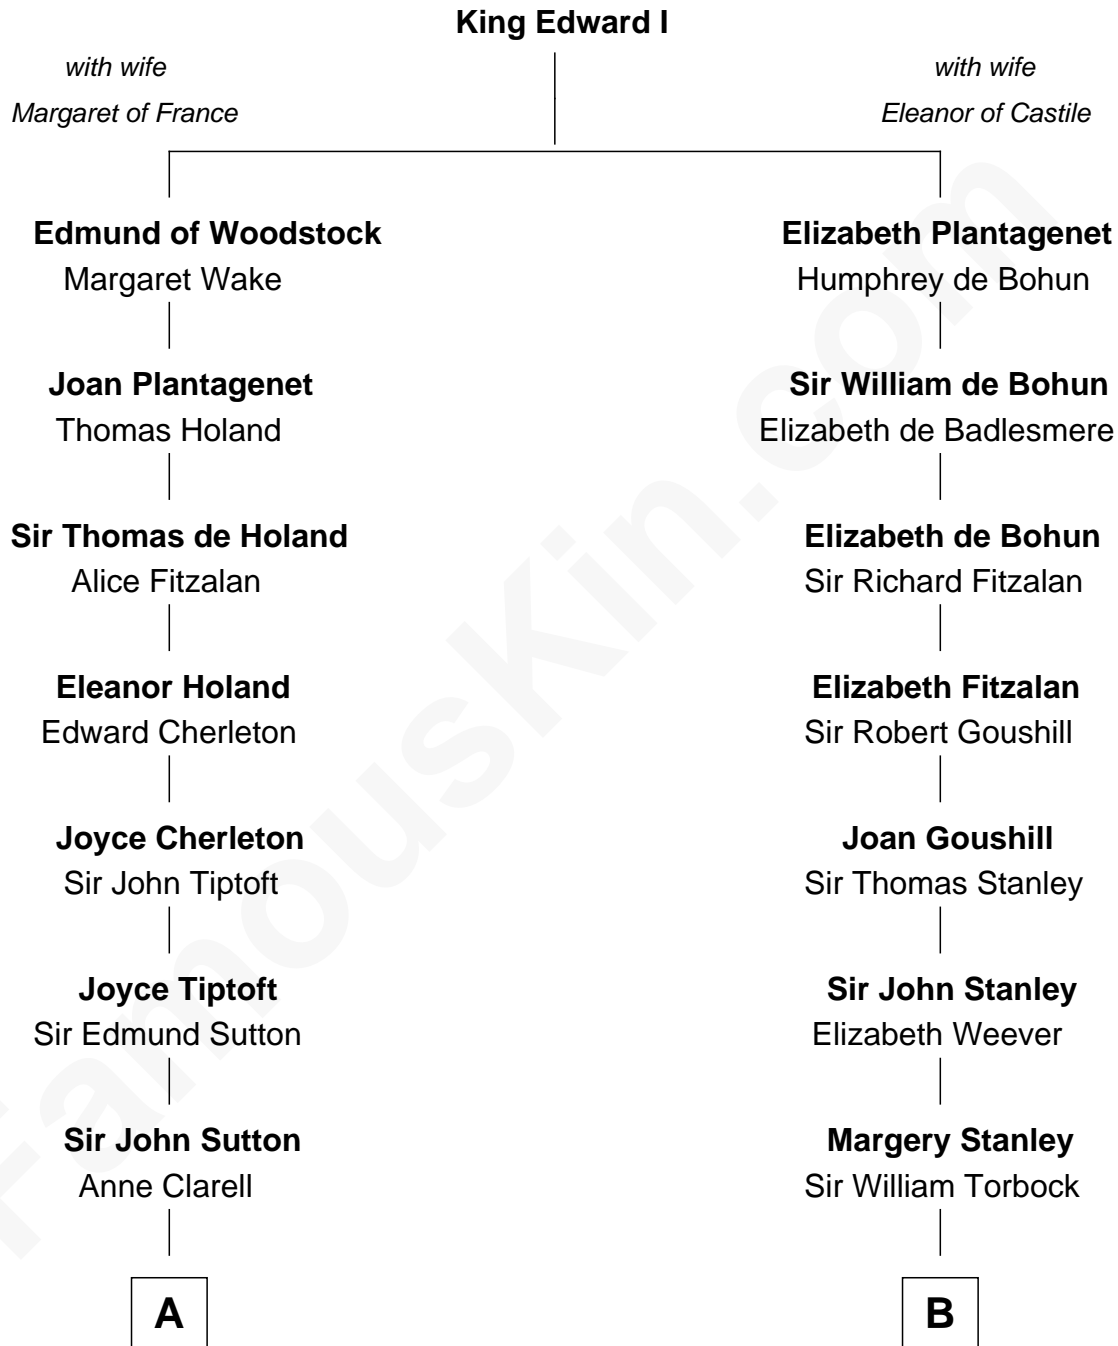 King Edward I
with wife
Margaret of France
with wife
Eleanor of Castile
Edmund of Woodstock
Margaret Wake
Elizabeth Plantagenet
Humphrey de Bohun
Joan Plantagenet
Thomas Holand
Sir William de Bohun
Elizabeth de Badlesmere
Sir Thomas de Holand
Alice Fitzalan
Elizabeth de Bohun
Sir Richard Fitzalan
Eleanor Holand
Edward Cherleton
Elizabeth Fitzalan
Sir Robert Goushill
Joyce Cherleton
Sir John Tiptoft
Joan Goushill
Sir Thomas Stanley
Joyce Tiptoft
Sir Edmund Sutton
Sir John Stanley
Elizabeth Weever
Sir John Sutton
Anne Clarell
Margery Stanley
Sir William Torbock
A
B
FamousKin.com